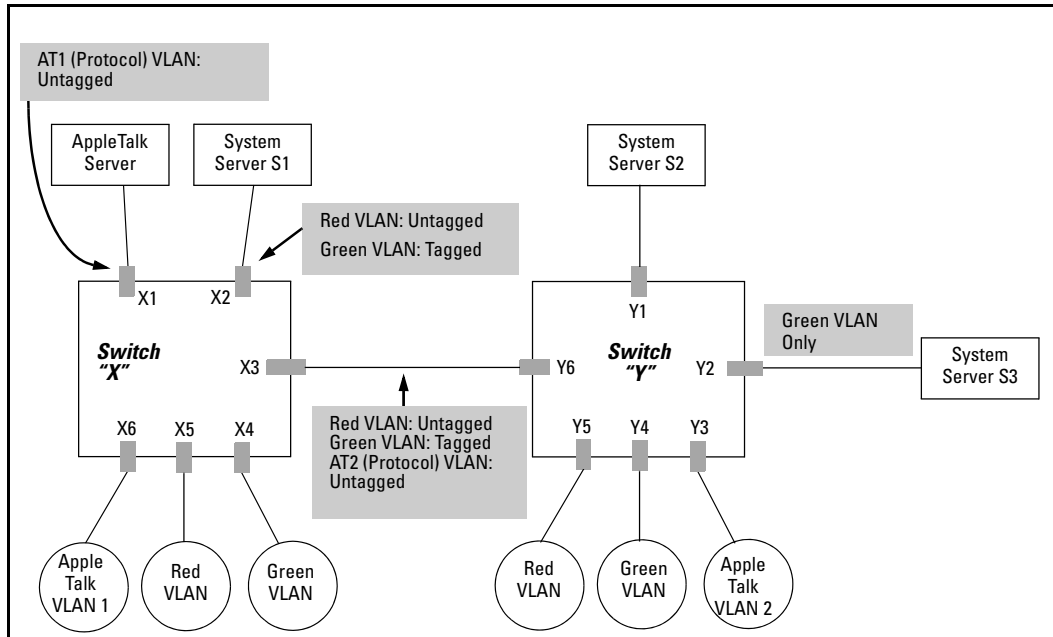 AT1 (Protocol) VLAN:
Untagged
AppleTalk
Server
System
Server S1
System
Server S2
Red VLAN: Untagged
Green VLAN: Tagged
X1
X2
Y1
Green VLAN
Only
Switch
"X"
X3
Y6
Switch
"Y"
Y2
System
Server S3
Red VLAN: Untagged
Green VLAN: Tagged
AT2 (Protocol) VLAN:
Untagged
X6
X5
X4
Y5
Y4
Y3
Apple
Talk
VLAN 1
Red
VLAN
Green
VLAN
Red
VLAN
Green
VLAN
Apple
Talk
VLAN 2